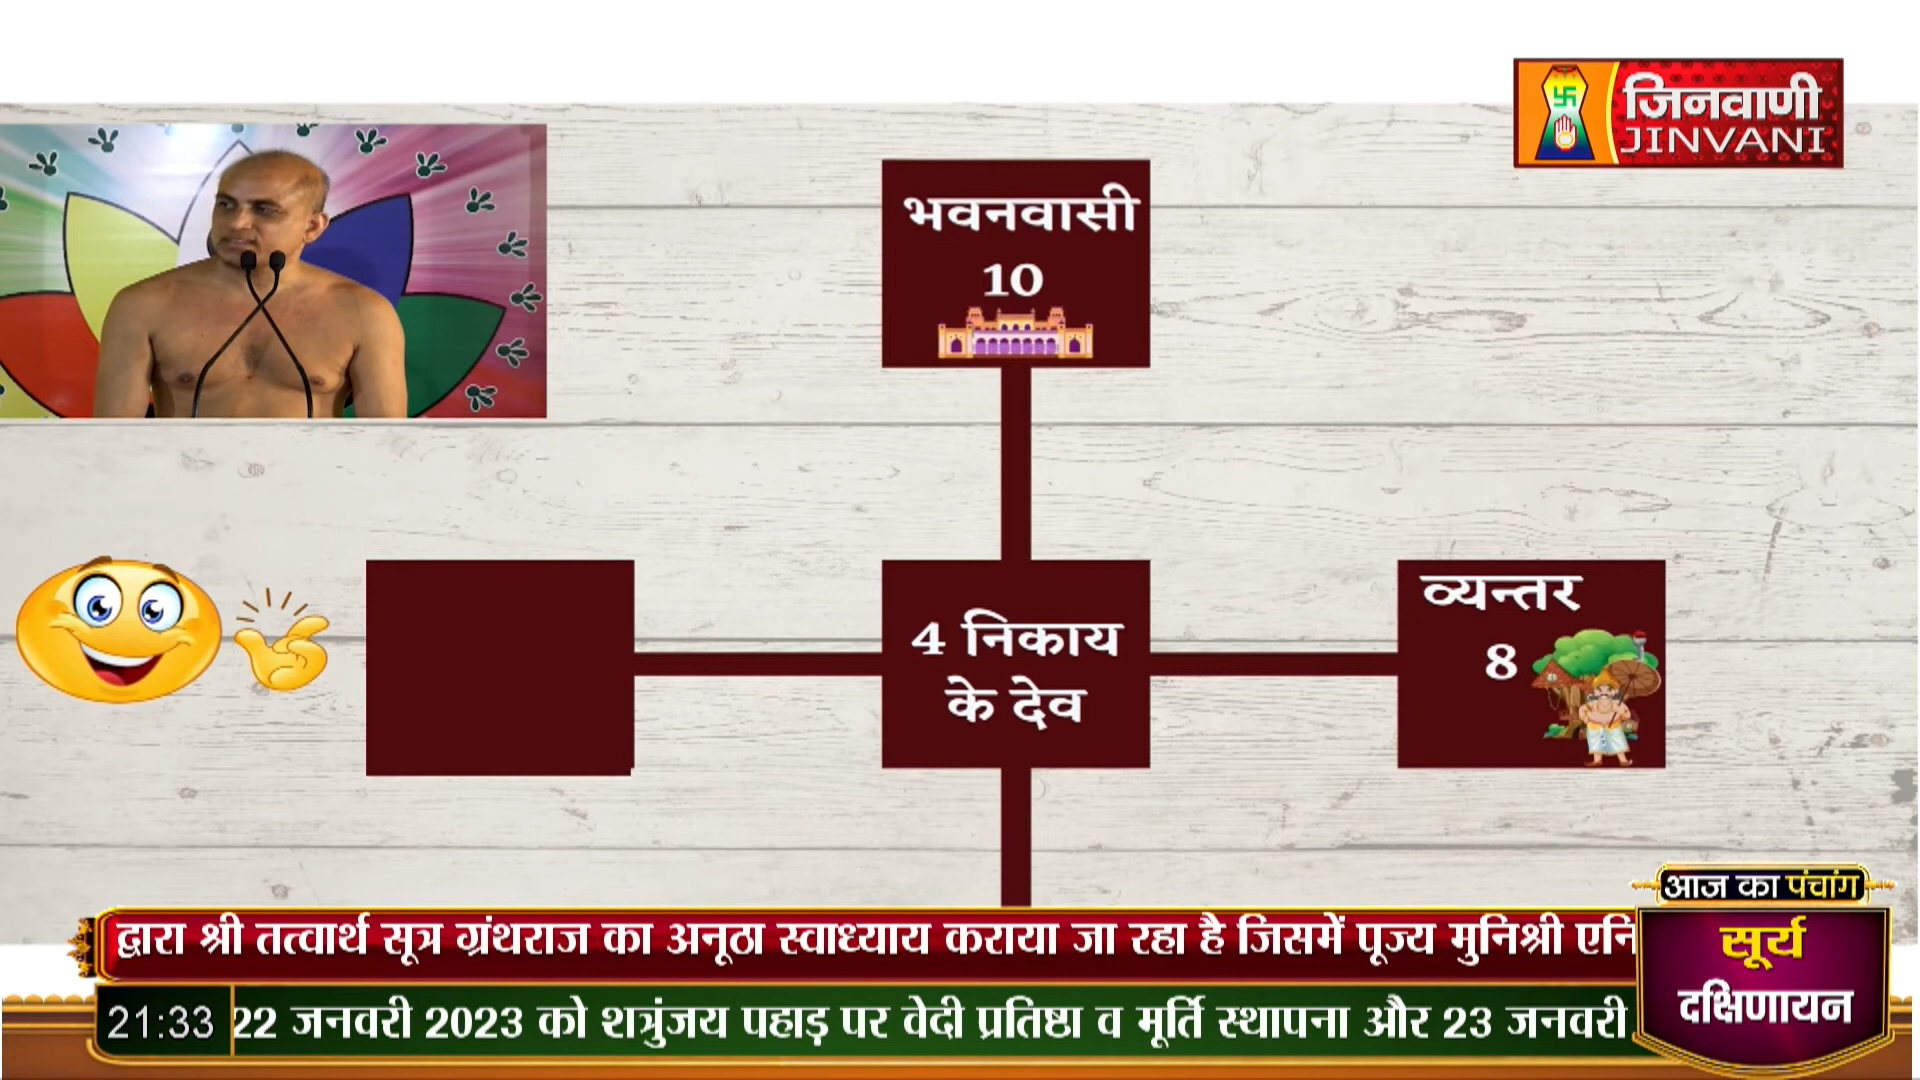 जिनवाणी
JINVANI
भवनवासी
10
4 निकाय
के देव
व्यन्तर
8
आज का पंचांग
सूर्य
दक्षिणायन
द्वारा श्री तत्वार्थ सूत्र ग्रंथराज का अनूठा स्वाध्याय कराया जा रहा है जिसमें पूज्य मुनिश्री एनि
21:33
22 जनवरी 2023 को शत्रुंजय पहाड़ पर वेदी प्रतिष्ठा व मूर्ति स्थापना और 23 जनवरी